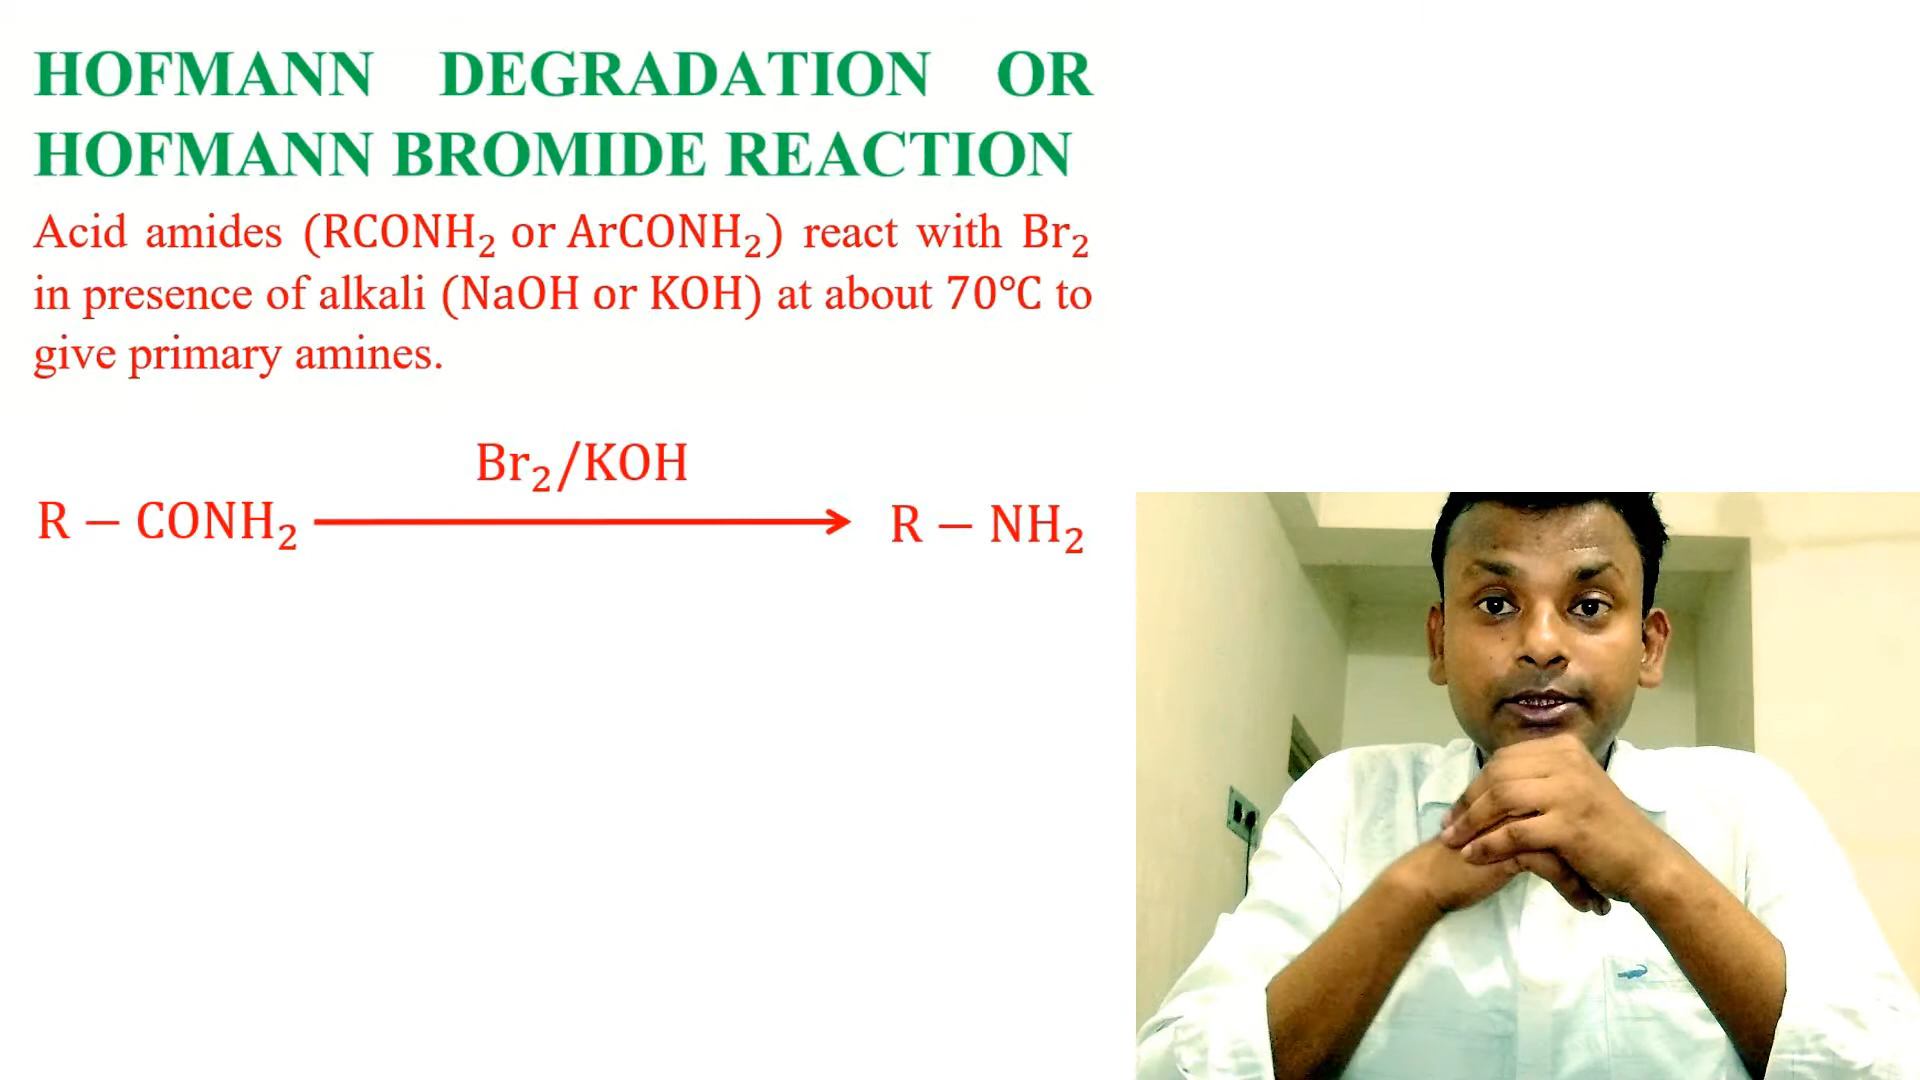 HOFMANN DEGRADATION OR
HOFMANN BROMIDE REACTION
Acid amides (RCONH₂ or ArCONH₂) react with Br₂
in presence of alkali (NaOH or KOH) at about 70°C to
give primary amines.
Br₂/KOH
R − CONH₂ ⟶ R − NH₂